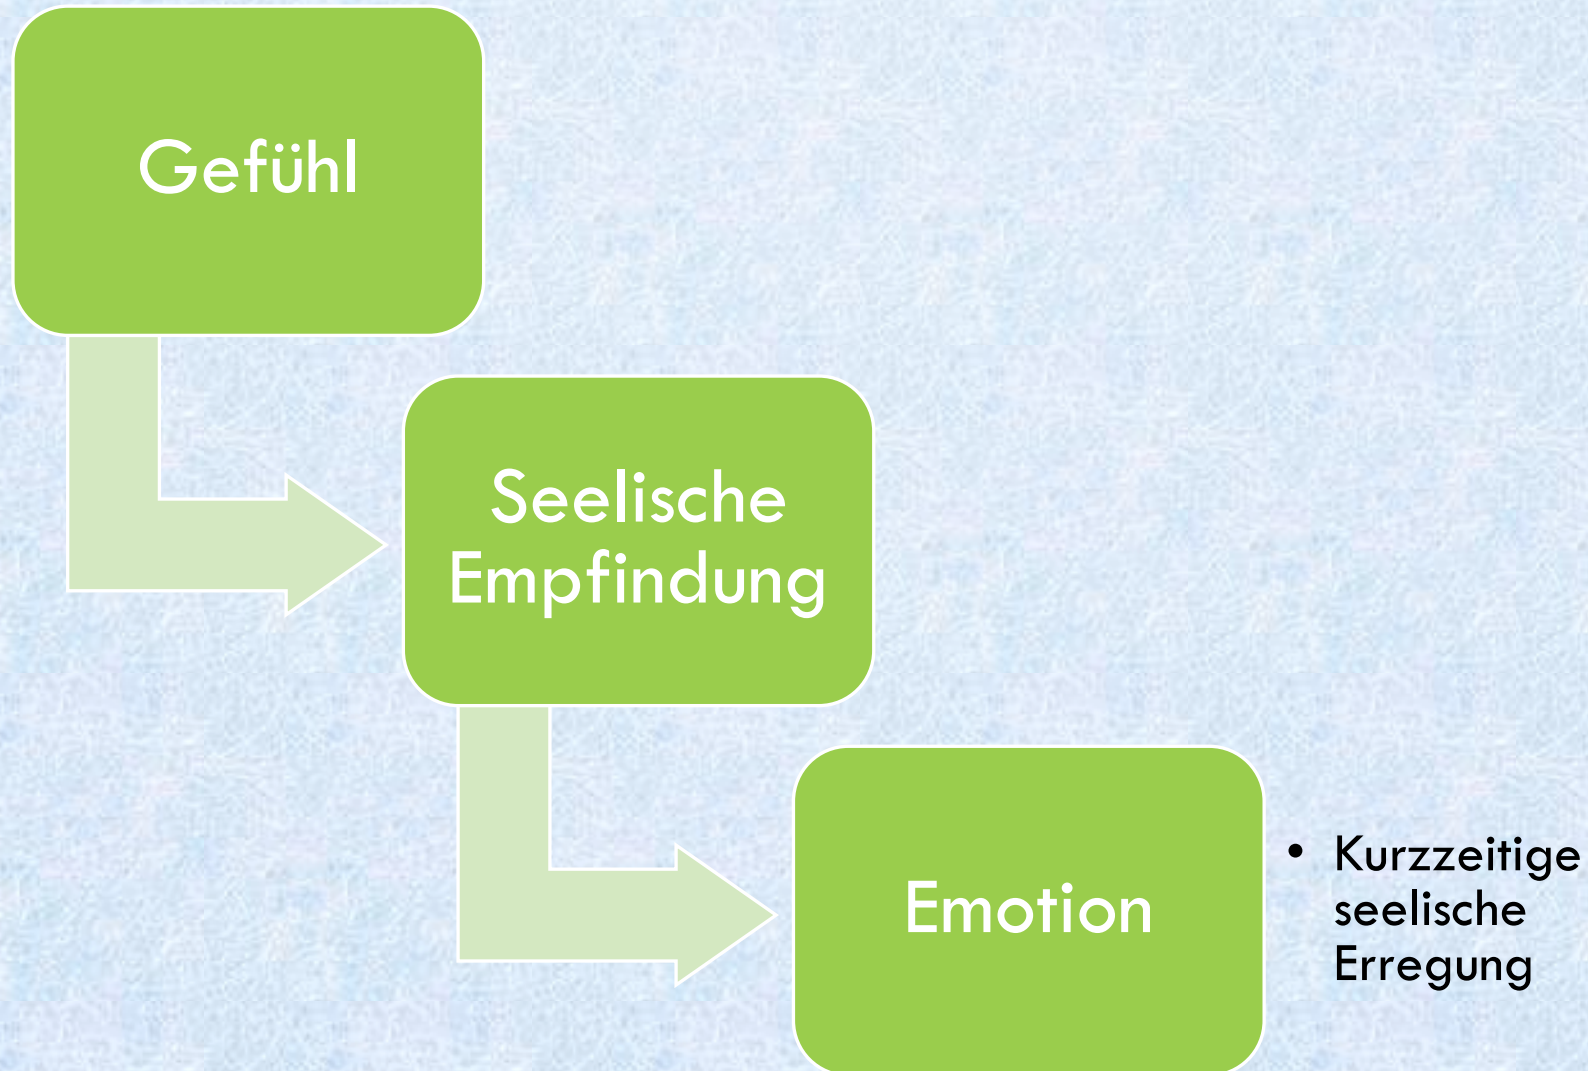 Gefühl
Seelische
Empfindung
Emotion
• Kurzzeitige
seelische
Erregung